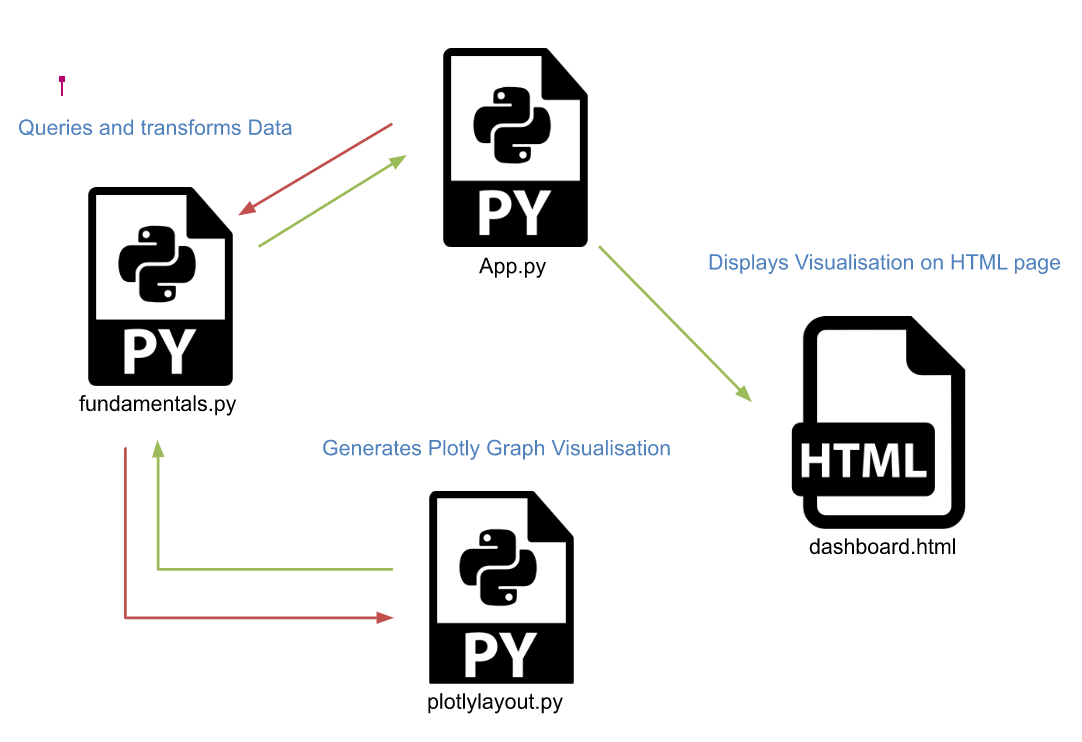 Queries and transforms Data
PY
App.py
Displays Visualisation on HTML page
PY
fundamentals.py
HTML
dashboard.html
Generates Plotly Graph Visualisation
PY
plotlylayout.py